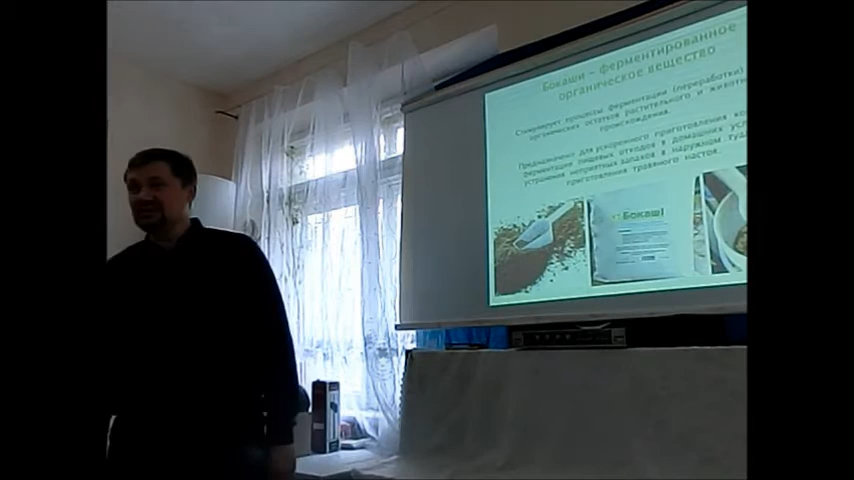 Бокаши – ферментированное
органическое вещество
Стимулирует процессы ферментации (переработки)
органических остатков растительного и
происхождения.
Предназначено для ускоренного приготовления
ферментации пищевых отходов в домашних
устранения неприятных запахов в наружном
приготовления травяного настоя.
Бокаши